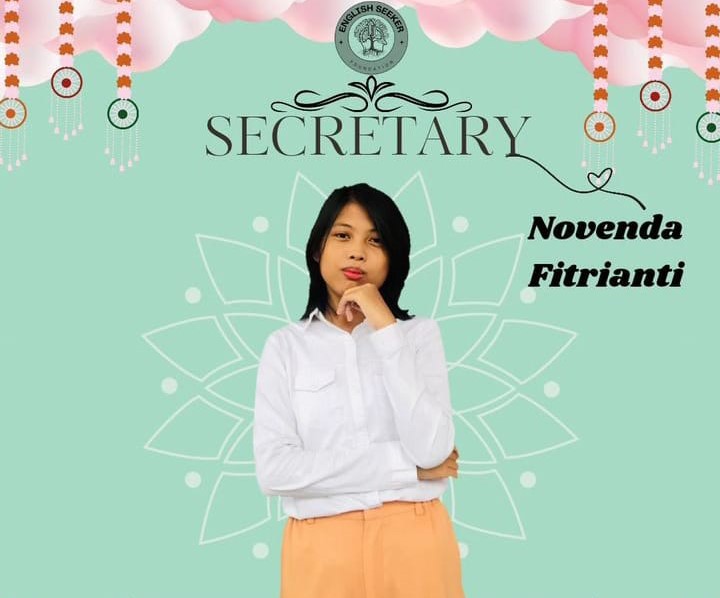 ENGLISH SEEKER
FOUNDATION
SECRETARY
Novenda
Fitrianti